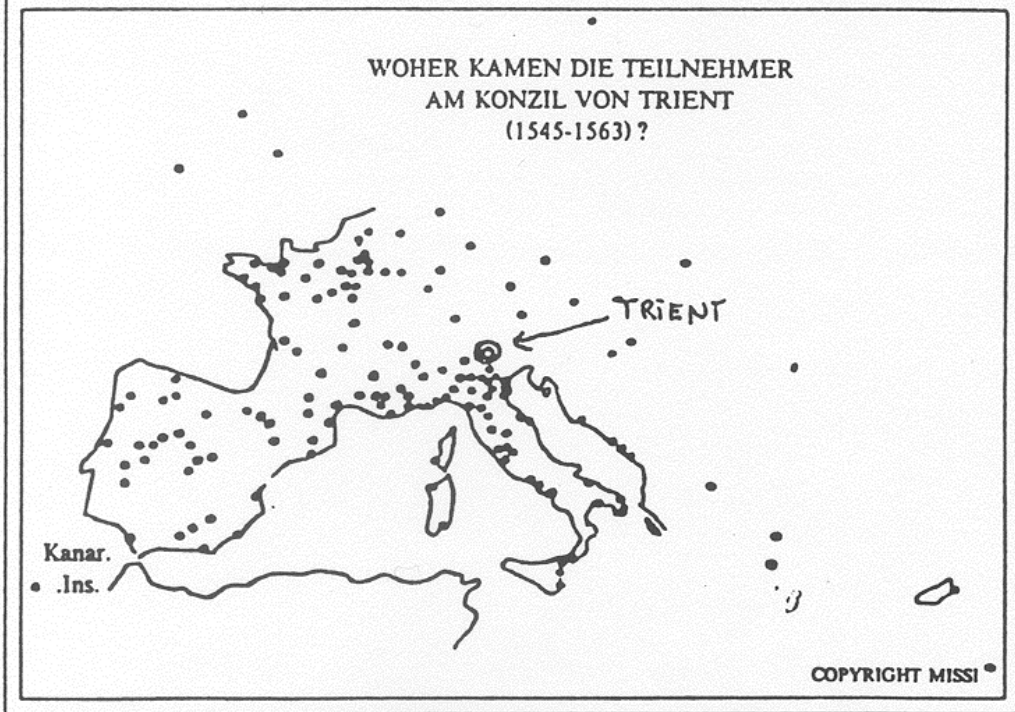 WOHER KAMEN DIE TEILNEHMER
AM KONZIL VON TRIENT
(1545-1563) ?
TRiENT
Kanar.
.Ins.
COPYRIGHT MISSI